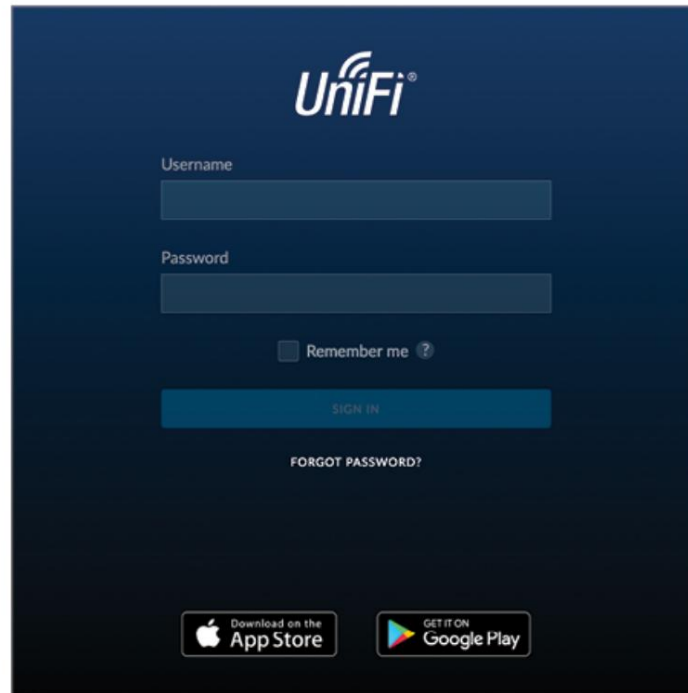 UniFi®
Username
Password
Remember me ?
SIGN IN
FORGOT PASSWORD?
Download on the
App Store
GET IT ON
Google Play